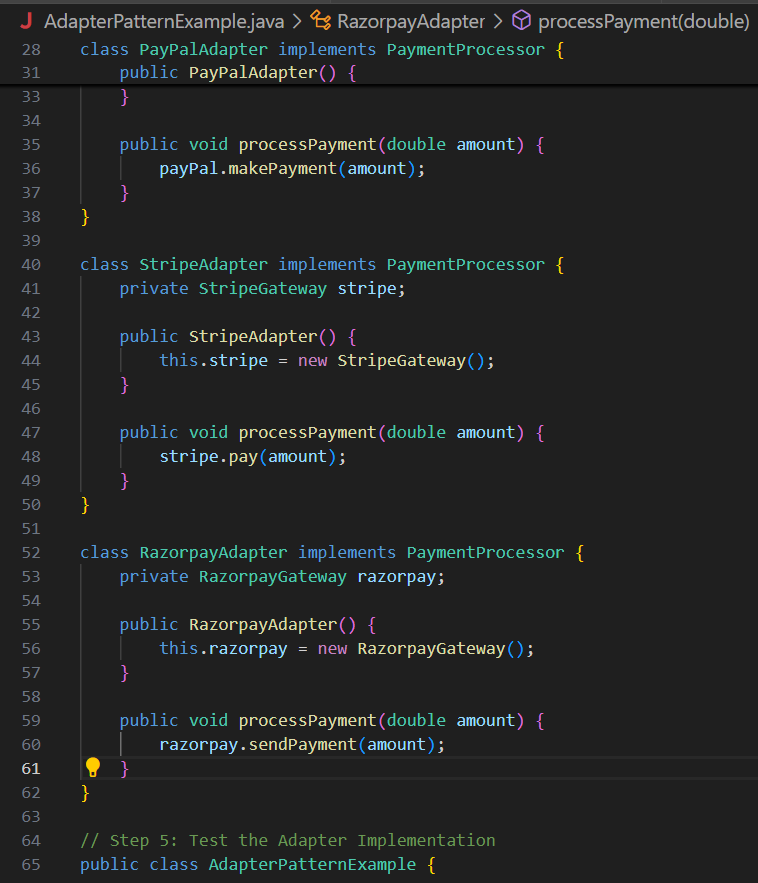 AdapterPatternExample.java > RazorpayAdapter > processPayment(double)
28 class PayPalAdapter implements PaymentProcessor {
31     public PayPalAdapter() {
33     }
34
35     public void processPayment(double amount) {
36         payPal.makePayment(amount);
37     }
38 }
39
40 class StripeAdapter implements PaymentProcessor {
41     private StripeGateway stripe;
42
43     public StripeAdapter() {
44         this.stripe = new StripeGateway();
45     }
46
47     public void processPayment(double amount) {
48         stripe.pay(amount);
49     }
50 }
51
52 class RazorpayAdapter implements PaymentProcessor {
53     private RazorpayGateway razorpay;
54
55     public RazorpayAdapter() {
56         this.razorpay = new RazorpayGateway();
57     }
58
59     public void processPayment(double amount) {
60         razorpay.sendPayment(amount);
61     }
62 }
63
64 // Step 5: Test the Adapter Implementation
65 public class AdapterPatternExample {